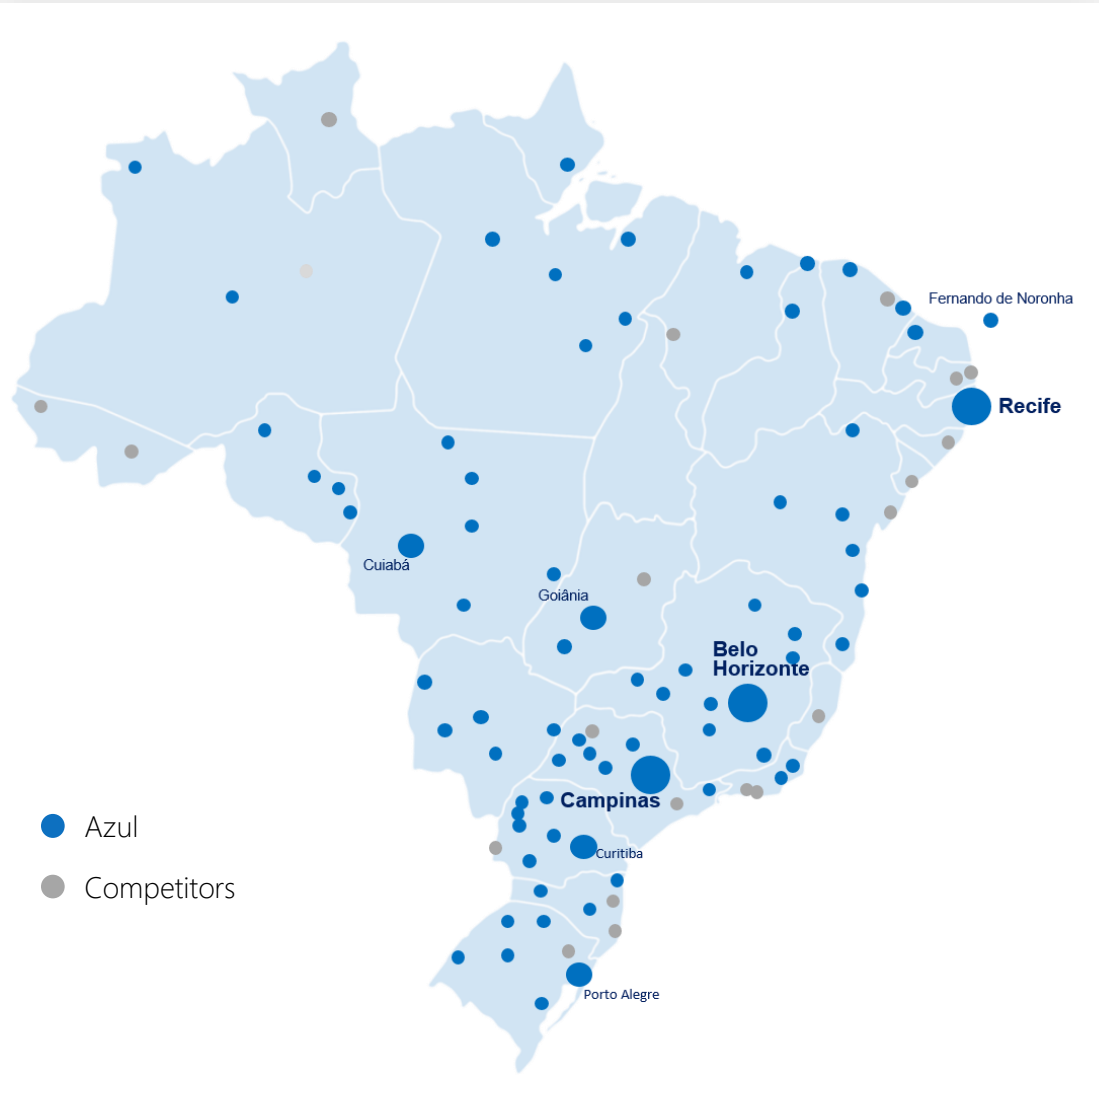 Fernando de Noronha
Recife
Cuiabá
Goiânia
Belo
Horizonte
Campinas
Azul
Curitiba
Competitors
Porto Alegre